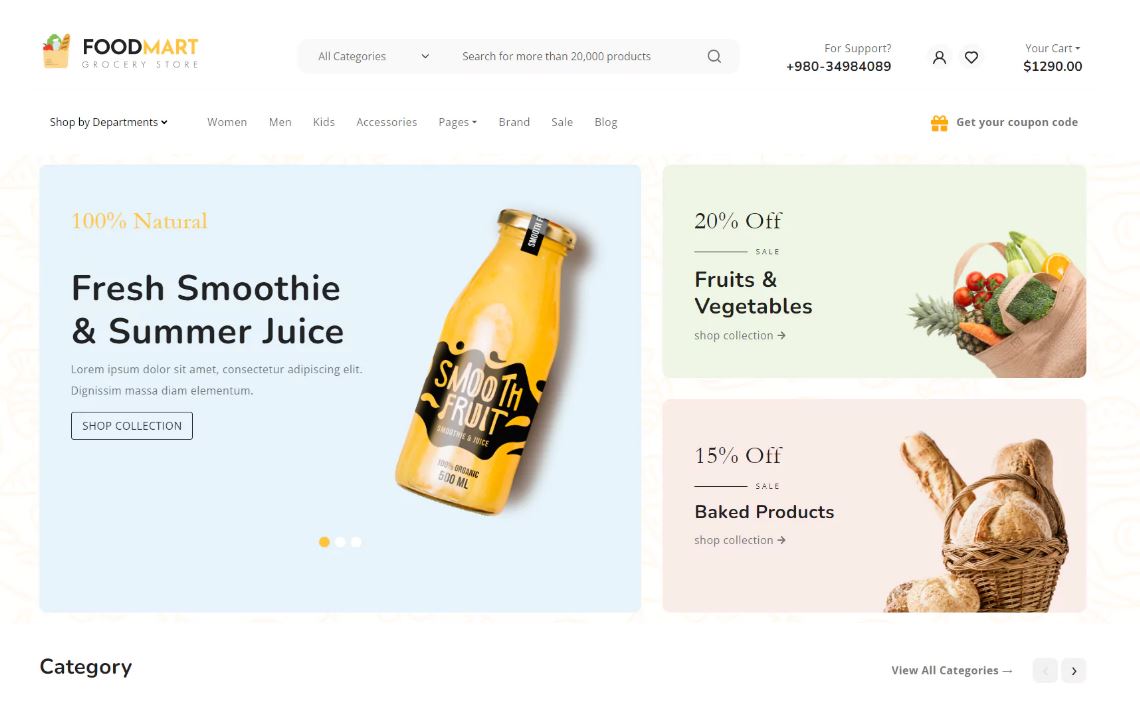 FOODMART
GROCERY STORE
All Categories
Search for more than 20,000 products
For Support?
+980-34984089
Your Cart
$1290.00
Shop by Departments
Women
Men
Kids
Accessories
Pages
Brand
Sale
Blog
Get your coupon code
100% Natural
Fresh Smoothie
& Summer Juice
Lorem ipsum dolor sit amet, consectetur adipiscing elit.
Dignissim massa diam elementum.
SHOP COLLECTION
SMOOTH F
SMOOTH
FRUIT
SMOOTHIE & JUICE
100% ORGANIC
500 ML
20% Off
SALE
Fruits &
Vegetables
shop collection →
15% Off
SALE
Baked Products
shop collection →
Category
View All Categories →